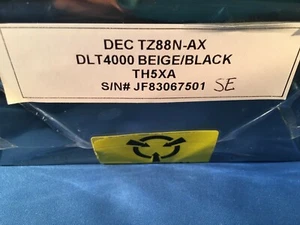 DEC TZ88N-AX
DLT4000 BEIGE/BLACK
TH5XA
S/N# JF83067501 SE